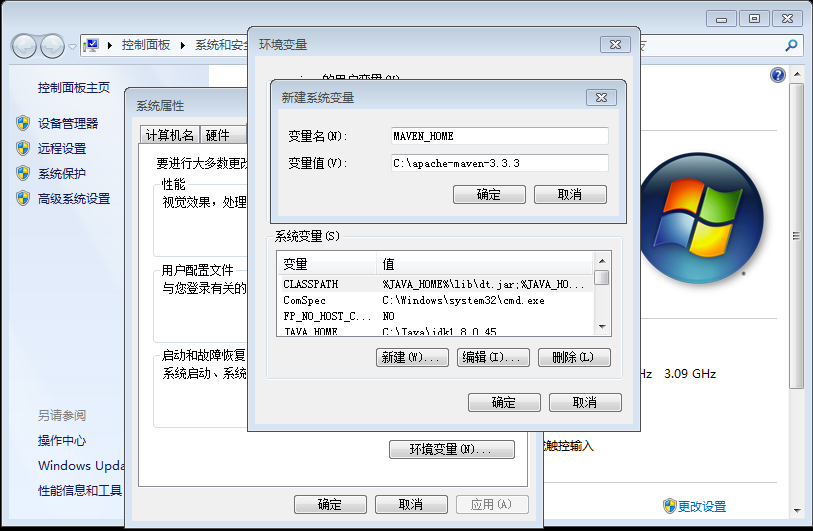 控制面板 ▸ 系统和安全
控制面板主页
设备管理器
远程设置
系统保护
高级系统设置
另请参阅
操作中心
Windows Upda
性能信息和工具
系统属性
计算机名
硬件
要进行大多数更改
性能
视觉效果，处理
用户配置文件
与您登录有关的
启动和故障恢复
系统启动、系统
环境变量(N)...
确定
取消
应用(A)
环境变量
的用户变量(U)
新建系统变量
变量名(N):
MAVEN_HOME
变量值(V):
C:\apache-maven-3.3.3
确定
取消
系统变量(S)
变量
值
CLASSPATH
%JAVA_HOME%\lib\dt.jar;%JAVA_HO...
ComSpec
C:\Windows\system32\cmd.exe
FP_NO_HOST_C...
NO
JAVA_HOME
C:\Java\jdk1.8.0_45
新建(W)...
编辑(I)...
删除(L)
确定
取消
Hz 3.09 GHz
触控输入
更改设置